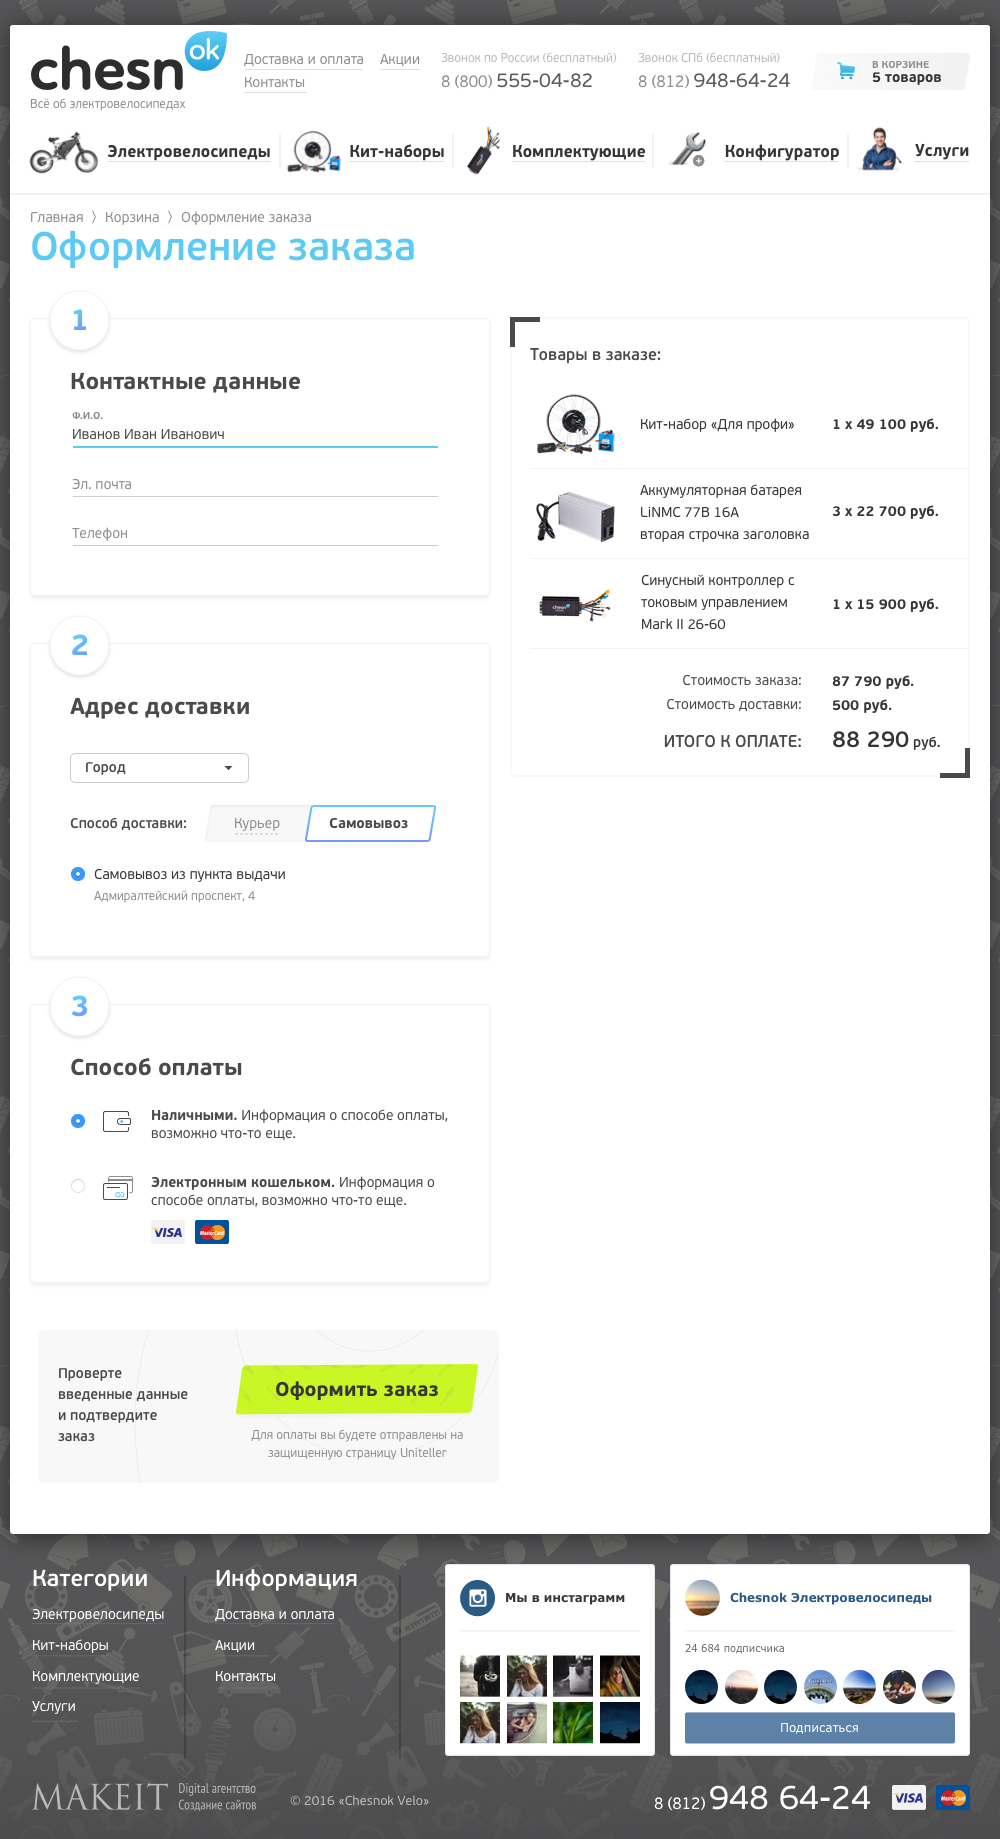 chesn ok
Всё об электровелосипедах
Доставка и оплата
Акции
Контакты
Звонок по России (бесплатный)
8 (800) 555-04-82
Звонок СПб (бесплатный)
8 (812) 948-64-24
В КОРЗИНЕ
5 товаров
Электровелосипеды
Кит-наборы
Комплектующие
Конфигуратор
Услуги
Главная 〉 Корзина 〉 Оформление заказа
Оформление заказа
1
Контактные данные
Ф.И.О.
Иванов Иван Иванович
Эл. почта
Телефон
2
Адрес доставки
Город
Способ доставки:
Курьер
Самовывоз
Самовывоз из пункта выдачи
Адмиралтейский проспект, 4
3
Способ оплаты
Наличными. Информация о способе оплаты,
возможно что-то еще.
Электронным кошельком. Информация о
способе оплаты, возможно что-то еще.
VISA
MasterCard
Проверте
введенные данные
и подтвердите
заказ
Оформить заказ
Для оплаты вы будете отправлены на
защищенную страницу Uniteller
Товары в заказе:
Кит-набор «Для профи»
1 x 49 100 руб.
Аккумуляторная батарея
LiNMC 77В 16А
вторая строчка заголовка
3 x 22 700 руб.
chesn
Синусный контроллер с
токовым управлением
Mark II 26-60
1 x 15 900 руб.
Стоимость заказа:
87 790 руб.
Стоимость доставки:
500 руб.
ИТОГО К ОПЛАТЕ:
88 290 руб.
Категории
Электровелосипеды
Кит-наборы
Комплектующие
Услуги
Информация
Доставка и оплата
Акции
Контакты
Мы в инстаграмм
Chesnok Электровелосипеды
24 684 подписчика
Подписаться
MAKEIT
Digital агентство
Создание сайтов
© 2016 «Chesnok Velo»
8 (812) 948 64-24
VISA
MasterCard